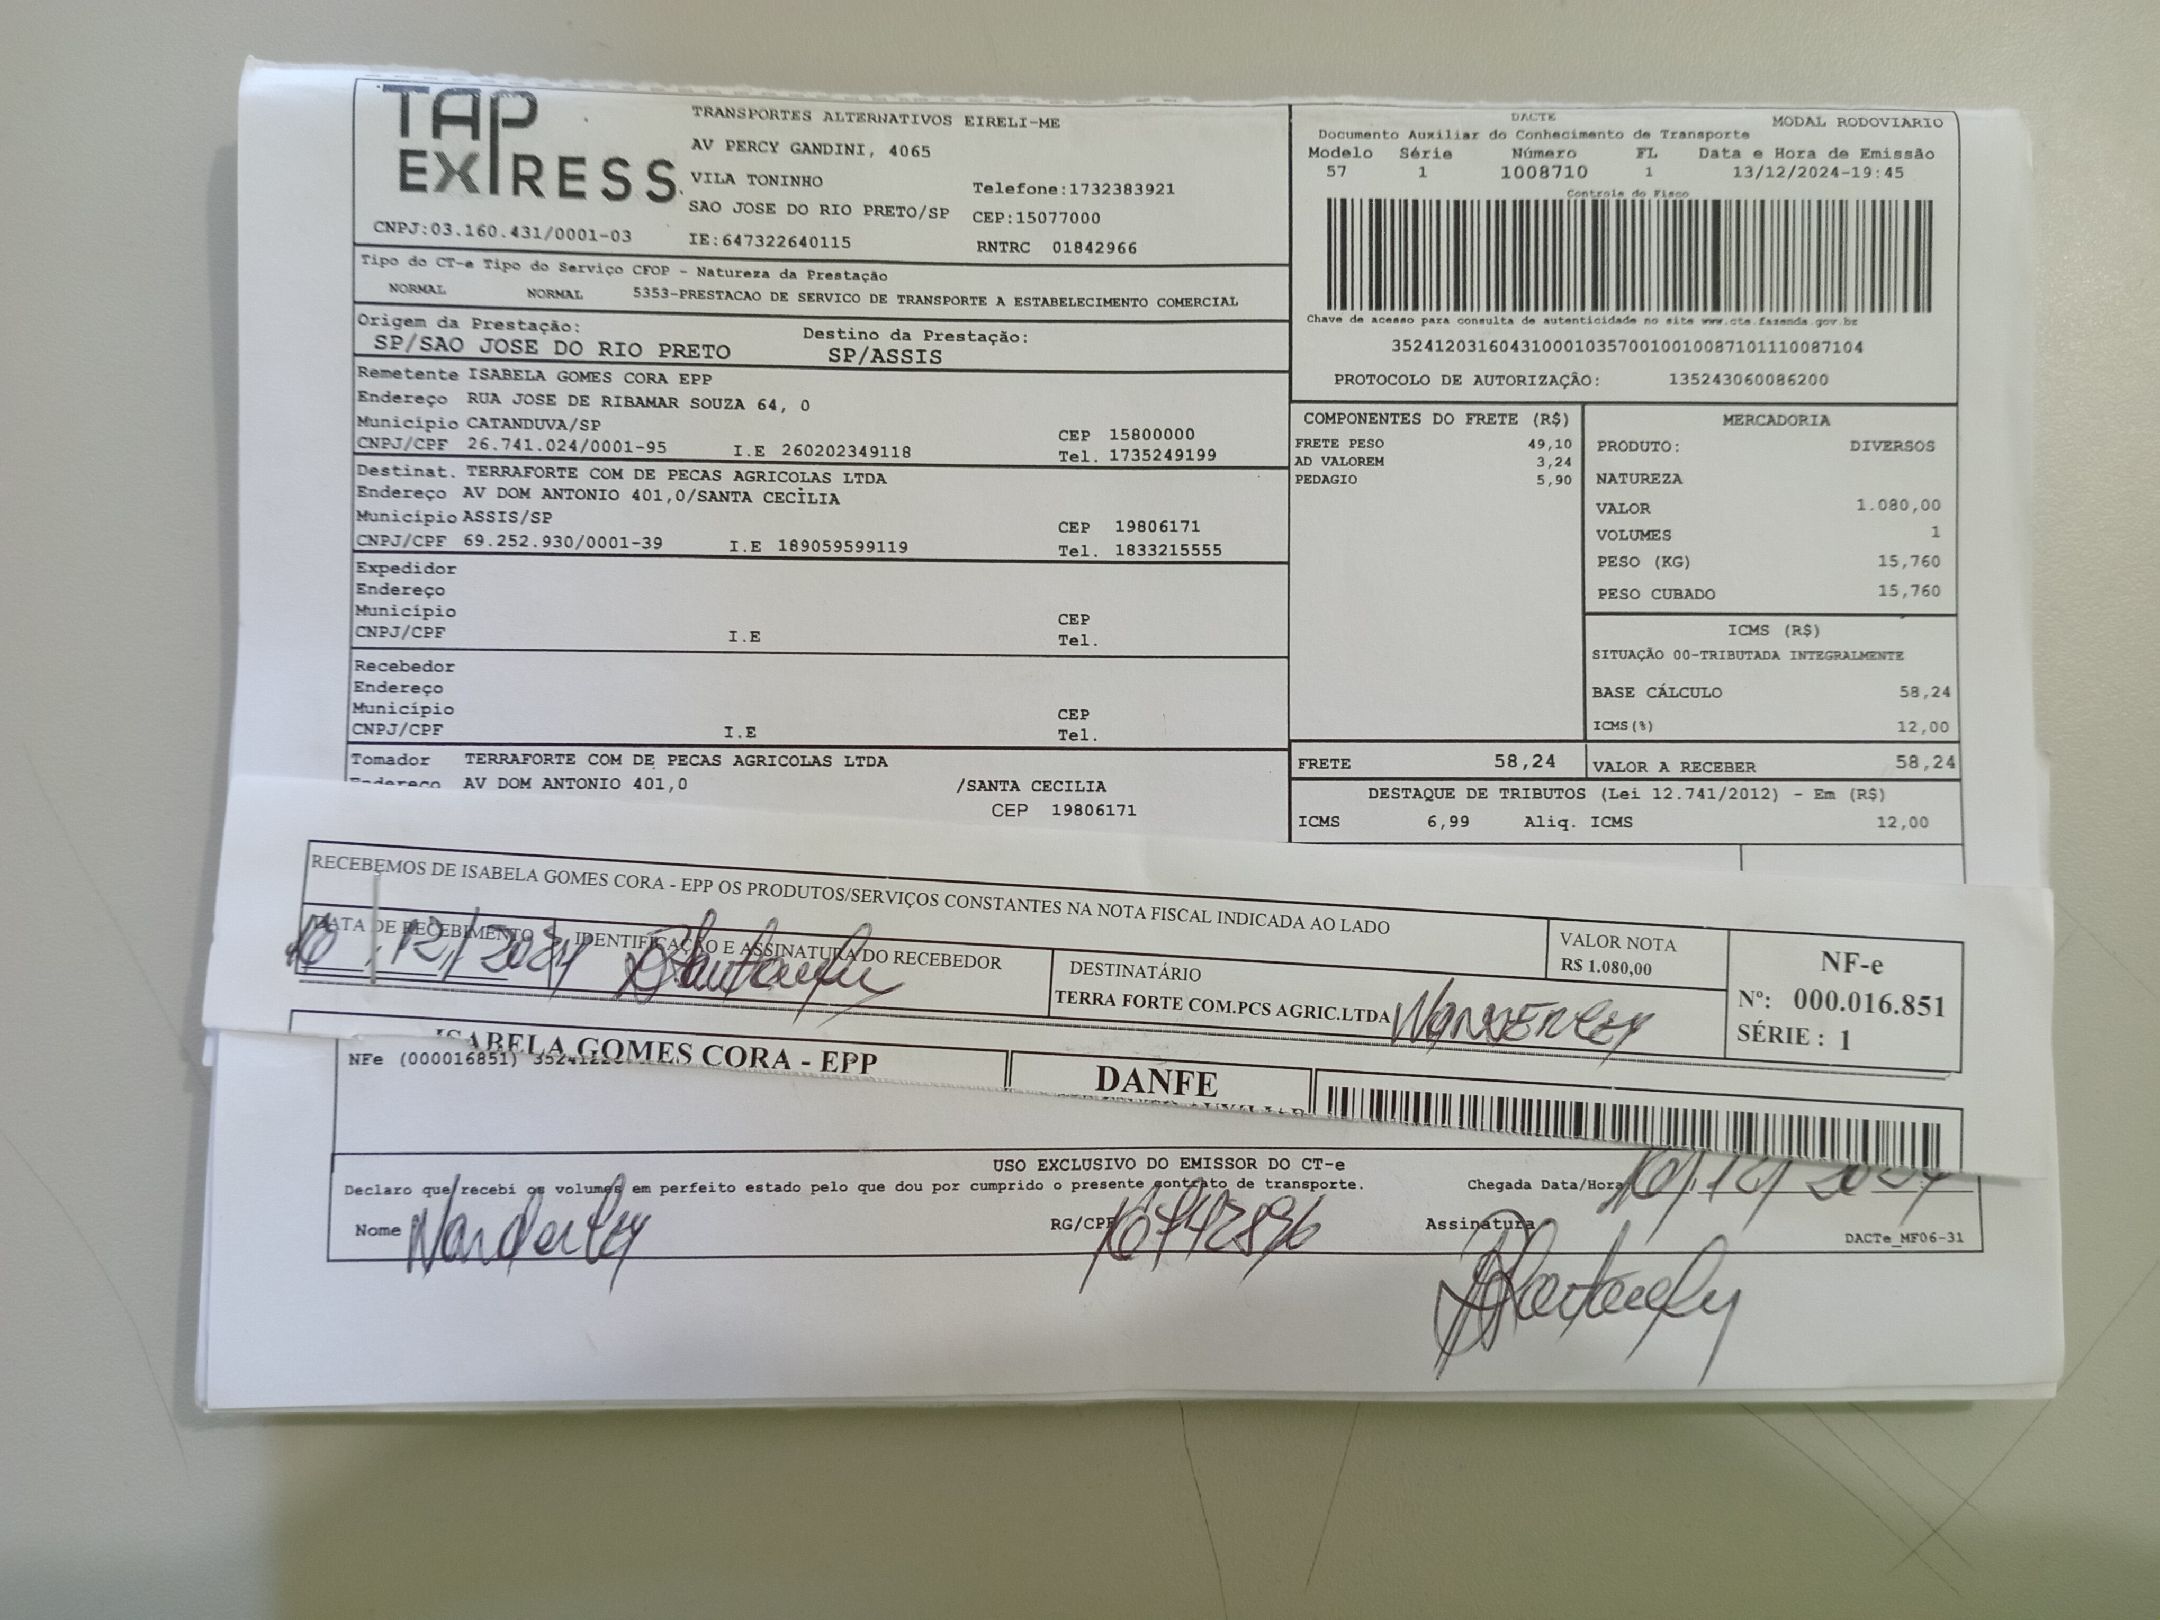 TAP EXPRESS
TRANSPORTES ALTERNATIVOS EIRELI-ME
AV PERCY GANDINI, 4065
VILA TONINHO Telefone:1732383921
SAO JOSE DO RIO PRETO/SP CEP:15077000
CNPJ:03.160.431/0001-03 IE:647322640115 RNTRC 01842966
DACTE MODAL RODOVIÁRIO
Documento Auxiliar do Conhecimento de Transporte
Modelo Série Número FL Data e Hora de Emissão
57 1 1008710 1 13/12/2024-19:45
Controle do Fisco
Chave de acesso para consulta de autenticidade no site www.cte.fazenda.gov.br
35241203160431000103570010010087101110087104
PROTOCOLO DE AUTORIZAÇÃO: 135243060086200
Tipo do CT-e Tipo do Serviço CFOP - Natureza da Prestação
NORMAL NORMAL 5353-PRESTACAO DE SERVICO DE TRANSPORTE A ESTABELECIMENTO COMERCIAL
Origem da Prestação: Destino da Prestação:
SP/SAO JOSE DO RIO PRETO SP/ASSIS
Remetente ISABELA GOMES CORA EPP
Endereço RUA JOSE DE RIBAMAR SOUZA 64, 0
Município CATANDUVA/SP CEP 15800000
CNPJ/CPF 26.741.024/0001-95 I.E 260202349118 Tel. 1735249199
Destinat. TERRAFORTE COM DE PECAS AGRICOLAS LTDA
Endereço AV DOM ANTONIO 401,0/SANTA CECILIA
Município ASSIS/SP CEP 19806171
CNPJ/CPF 69.252.930/0001-39 I.E 189059599119 Tel. 1833215555
Expedidor
Endereço
Município CEP
CNPJ/CPF I.E Tel.
Recebedor
Endereço
Município CEP
CNPJ/CPF I.E Tel.
Tomador TERRAFORTE COM DE PECAS AGRICOLAS LTDA
Endereço AV DOM ANTONIO 401,0 /SANTA CECILIA
CEP 19806171
COMPONENTES DO FRETE (R$)
FRETE PESO 49,10
AD VALOREM 3,24
PEDAGIO 5,90
MERCADORIA
PRODUTO: DIVERSOS
NATUREZA
VALOR 1.080,00
VOLUMES 1
PESO (KG) 15,760
PESO CUBADO 15,760
ICMS (R$)
SITUAÇÃO 00-TRIBUTADA INTEGRALMENTE
BASE CÁLCULO 58,24
ICMS(%) 12,00
FRETE 58,24 VALOR A RECEBER 58,24
DESTAQUE DE TRIBUTOS (Lei 12.741/2012) - Em (R$)
ICMS 6,99 Aliq. ICMS 12,00
RECEBEMOS DE ISABELA GOMES CORA - EPP OS PRODUTOS/SERVIÇOS CONSTANTES NA NOTA FISCAL INDICADA AO LADO
DATA DE RECEBIMENTO IDENTIFICAÇÃO E ASSINATURA DO RECEBEDOR
DESTINATÁRIO
TERRA FORTE COM.PCS AGRIC.LTDA Wanderley
VALOR NOTA
R$ 1.080,00
NF-e
Nº: 000.016.851
SÉRIE : 1
ISABELA GOMES CORA - EPP
DANFE
NFe (000016851)
USO EXCLUSIVO DO EMISSOR DO CT-e
Declaro que recebi os volumes em perfeito estado pelo que dou por cumprido o presente contrato de transporte. Chegada Data/Hora
Nome Wanderley RG/CPF Assinatura
DACTe_MF06-31